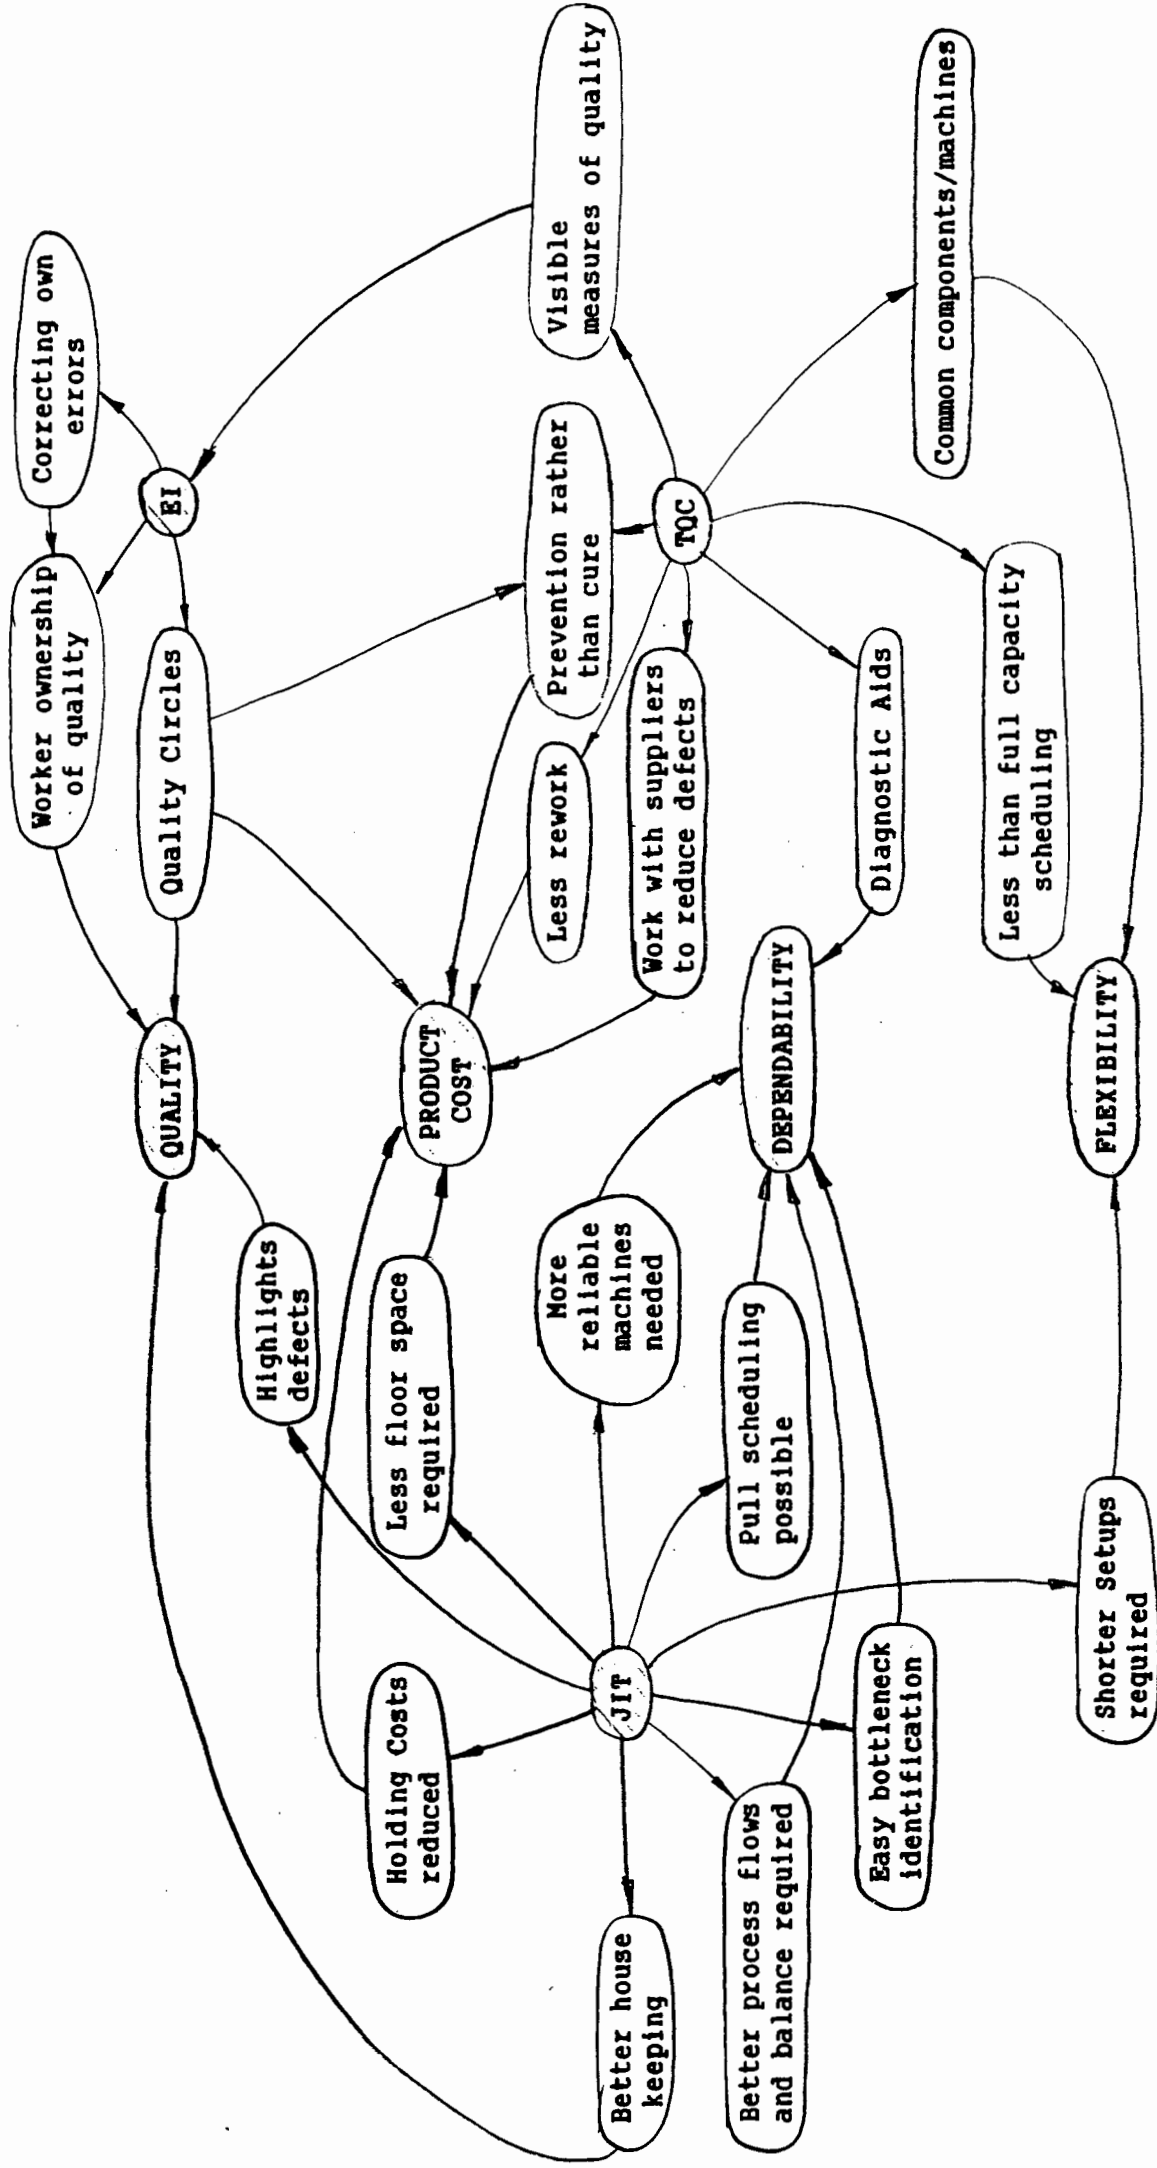 Correcting own
errors
Worker ownership
of quality
EI
Quality Circles
QUALITY
Highlights
defects
Visible
measures of quality
Prevention rather
than cure
Less rework
PRODUCT
COST
Less floor space
required
Holding Costs
reduced
TQC
Work with suppliers
to reduce defects
More
reliable
machines
needed
JIT
Better house
keeping
Common components/machines
Diagnostic Aids
DEPENDABILITY
Pull scheduling
possible
Better process flows
and balance required
Easy bottleneck
identification
Less than full capacity
scheduling
FLEXIBILITY
Shorter Setups
required